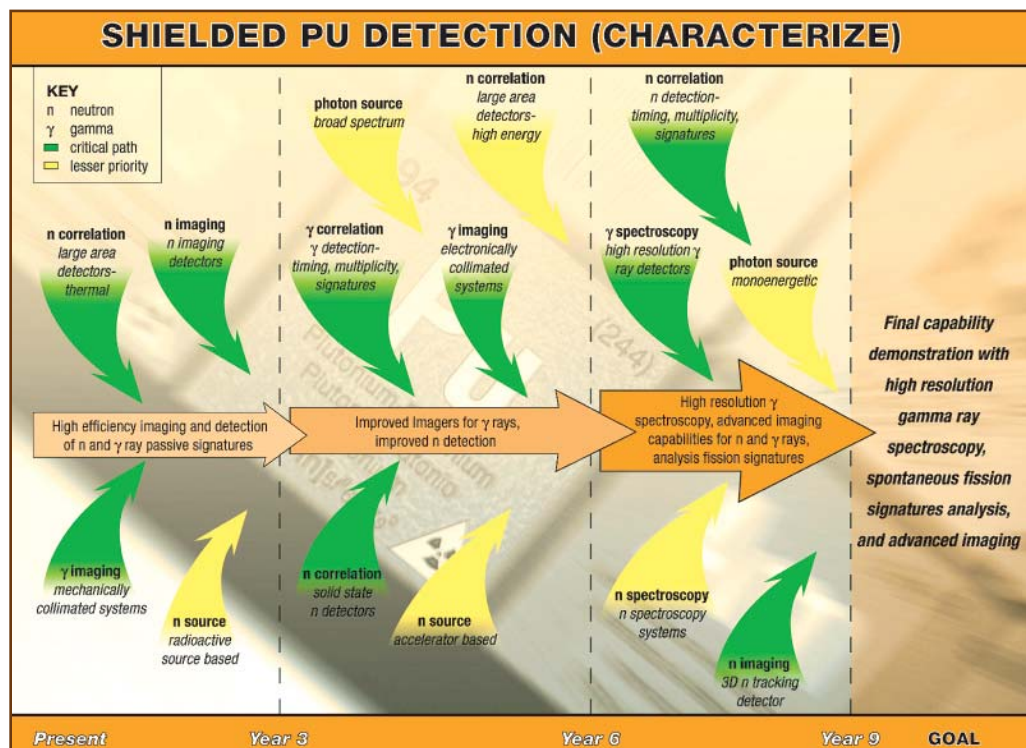 SHIELDED PU DETECTION (CHARACTERIZE)
KEY
n neutron
γ gamma
critical path
lesser priority
n correlation
large area
detectors-
thermal
n imaging
n imaging
detectors
photon source
broad spectrum
n correlation
large area
detectors-
high energy
γ correlation
γ detection-
timing, multiplicity,
signatures
γ imaging
electronically
collimated
systems
n correlation
n detection-
timing, multiplicity,
signatures
γ spectroscopy
high resolution γ
ray detectors
photon source
monoenergetic
High efficiency imaging and detection
of n and γ ray passive signatures
Improved Imagers for γ rays,
improved n detection
High resolution γ
spectroscopy, advanced imaging
capabilities for n and γ rays,
analysis fission signatures
Final capability
demonstration with
high resolution
gamma ray
spectroscopy,
spontaneous fission
signatures analysis,
and advanced imaging
γ imaging
mechanically
collimated systems
n source
radioactive
source based
n correlation
solid state
n detectors
n source
accelerator based
n spectroscopy
n spectroscopy
systems
n imaging
3D n tracking
detector
94
Pu
(244)
Plutonium
Present
Year 3
Year 6
Year 9
GOAL